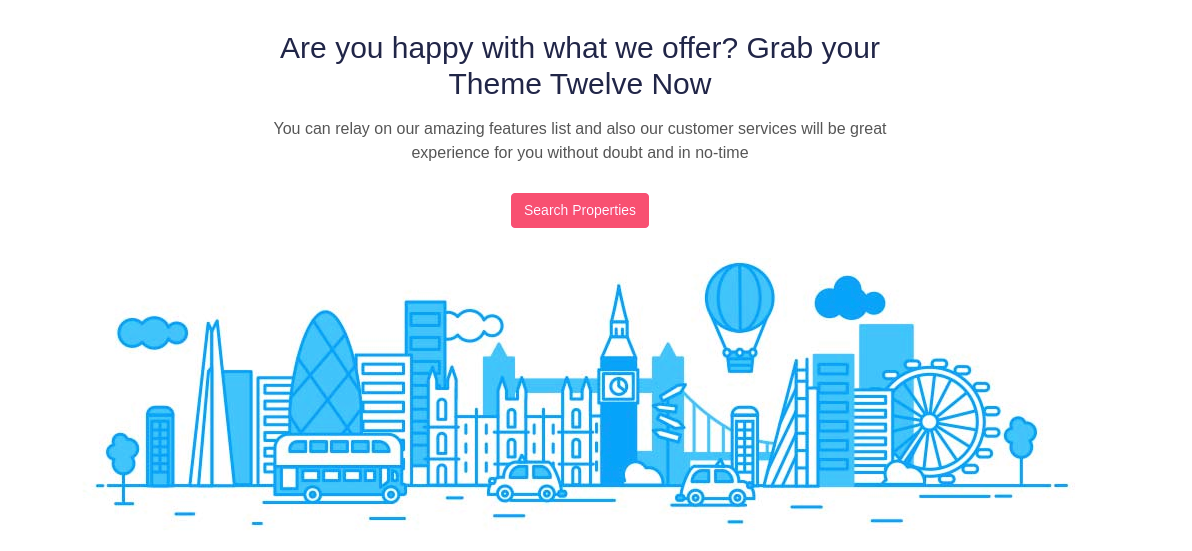 Are you happy with what we offer? Grab your
Theme Twelve Now
You can relay on our amazing features list and also our customer services will be great
experience for you without doubt and in no-time
Search Properties